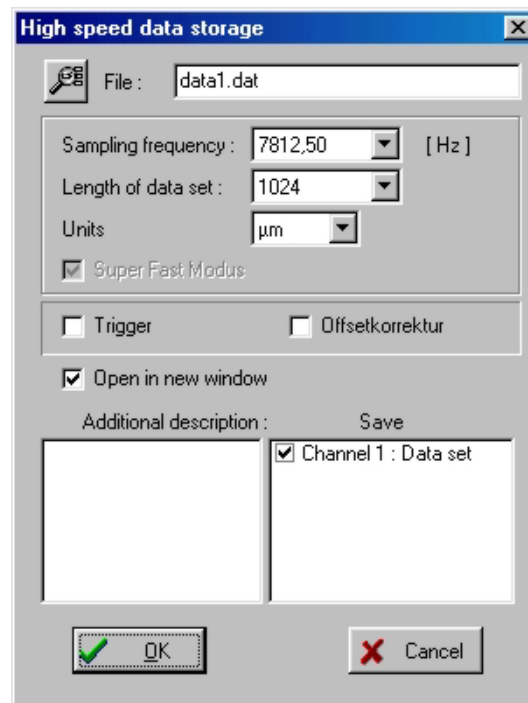 High speed data storage
File : data1.dat
Sampling frequency : 7812,50 [ Hz ]
Length of data set : 1024
Units µm
Super Fast Modus
Trigger Offsetkorrektur
Open in new window
Additional description : Save
Channel 1 : Data set
OK Cancel